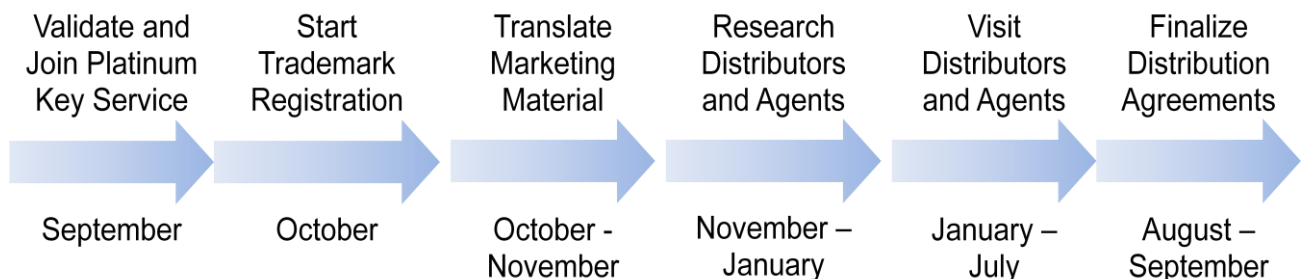 Validate and
Join Platinum
Key Service
Start
Trademark
Registration
Translate
Marketing
Material
Research
Distributors
and Agents
Visit
Distributors
and Agents
Finalize
Distribution
Agreements
September
October
October -
November
November –
January
January –
July
August –
September